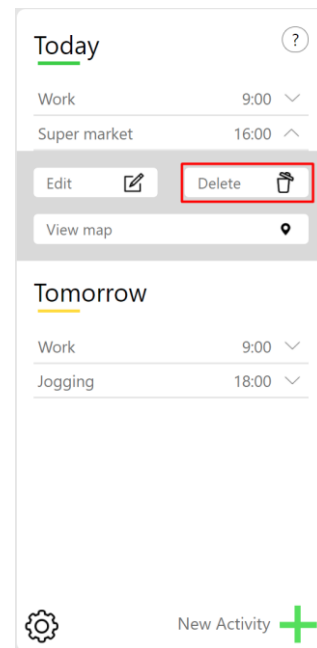 Today ?
Work 9:00
Super market 16:00
Edit Delete
View map
Tomorrow
Work 9:00
Jogging 18:00
New Activity